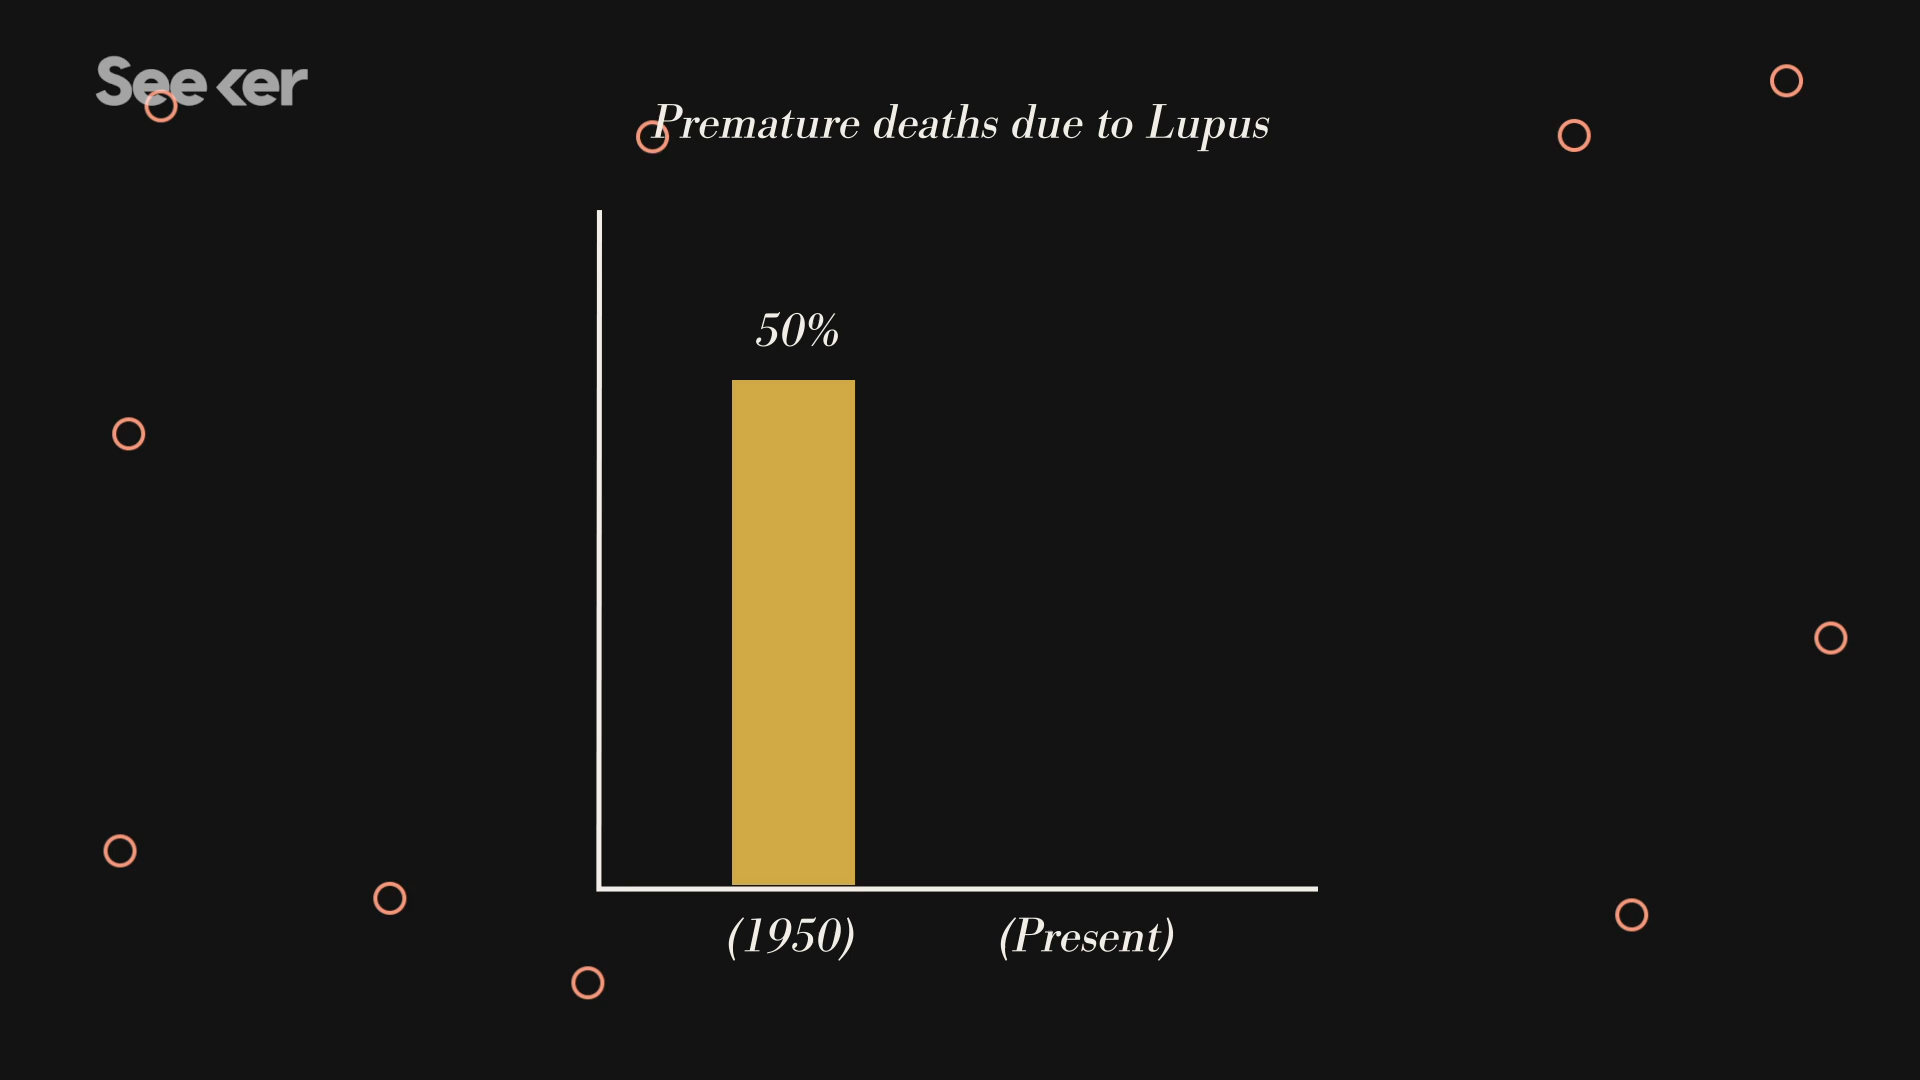 Seeker
Premature deaths due to Lupus
50%
(1950)
(Present)